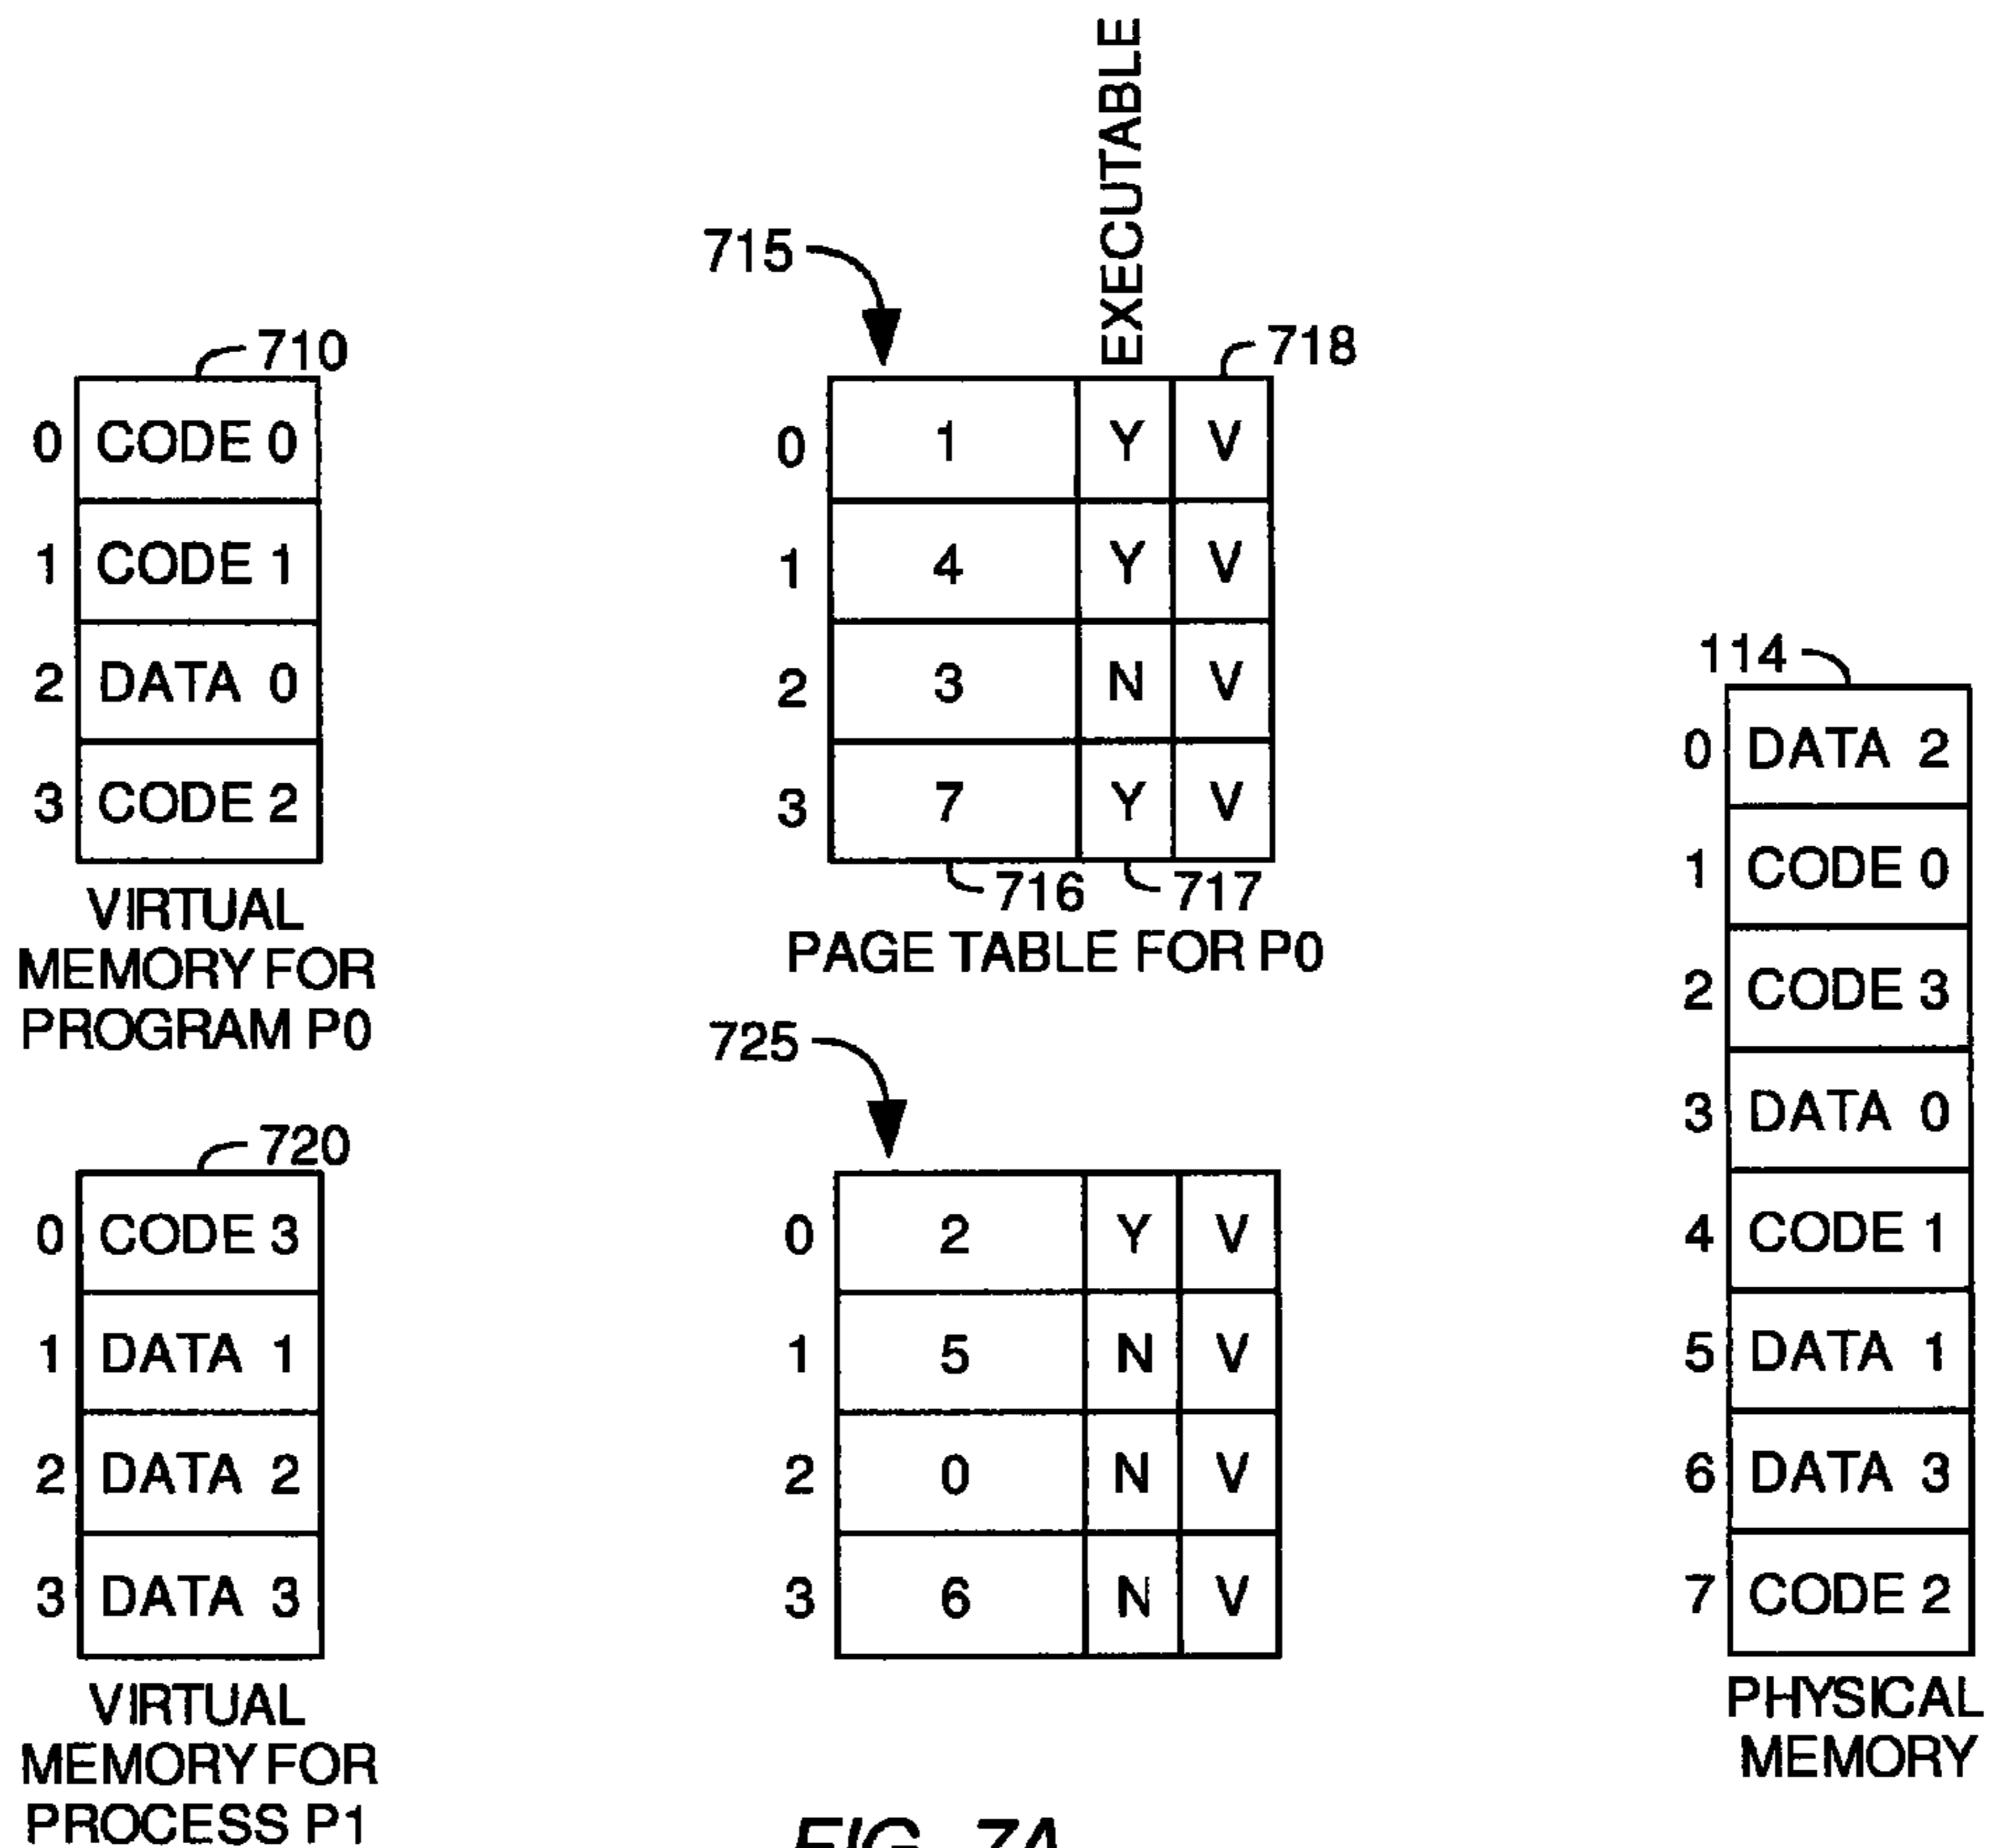 EXECUTABLE
715
710
718
0 CODE 0
1 CODE 1
2 DATA 0
3 CODE 2
VIRTUAL
MEMORY FOR
PROGRAM P0
0 1 Y V
1 4 Y V
2 3 N V
3 7 Y V
716
717
PAGE TABLE FOR P0
725
720
0 CODE 3
1 DATA 1
2 DATA 2
3 DATA 3
VIRTUAL
MEMORY FOR
PROCESS P1
0 2 Y V
1 5 N V
2 0 N V
3 6 N V
114
0 DATA 2
1 CODE 0
2 CODE 3
3 DATA 0
4 CODE 1
5 DATA 1
6 DATA 3
7 CODE 2
PHYSICAL
MEMORY
FIG. 7A